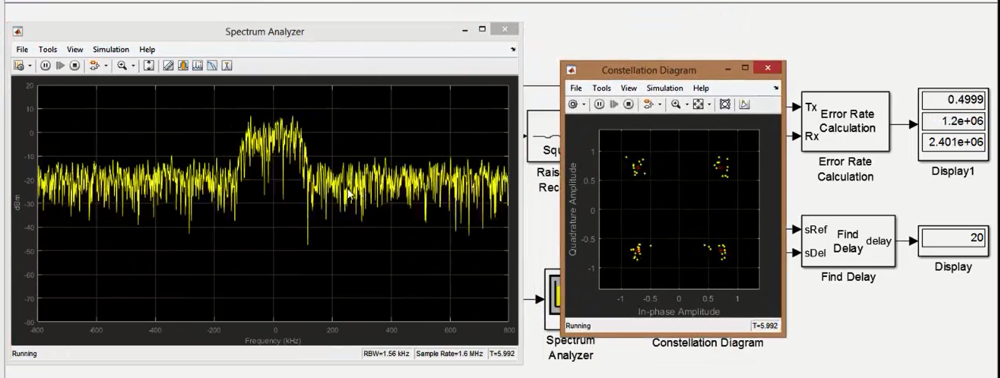 Spectrum Analyzer
File Tools View Simulation Help
20
10
0
-10
-20
-30
-40
-50
-60
-70
-80
dBm
-800 -600 -400 -200 0 200 400 600 800
Frequency (kHz)
Running RBW=1.56 kHz Sample Rate=1.6 MHz T=5.992
Squ
Rais
Rec
Spectrum
Analyzer
Constellation Diagram
File Tools View Simulation Help
1
0.5
0
-0.5
-1
Quadrature Amplitude
-1 -0.5 0 0.5 1
In-phase Amplitude
Running T=5.992
Constellation Diagram
Tx
Rx
Error Rate
Calculation
Error Rate
Calculation
0.4999
1.2e+06
2.401e+06
Display1
sRef
sDel
Find
Delay
delay
Find Delay
20
Display